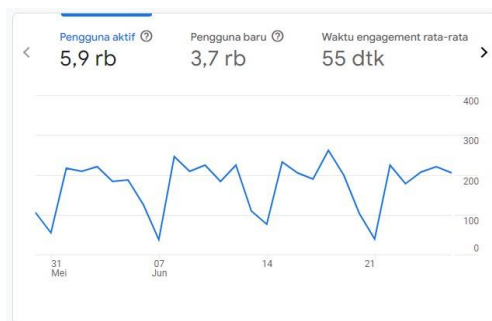 Pengguna aktif
5,9 rb
Pengguna baru
3,7 rb
Waktu engagement rata-rata
55 dtk
400
300
200
100
0
31
Mei
07
Jun
14
21